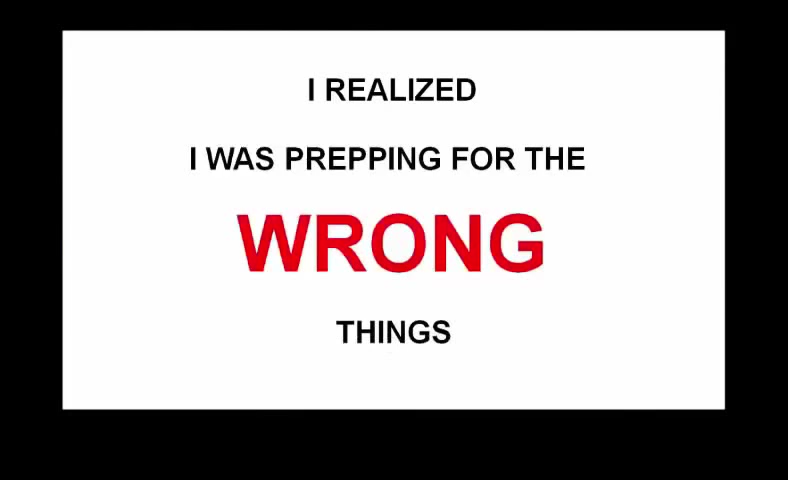 I REALIZED
I WAS PREPPING FOR THE
WRONG
THINGS